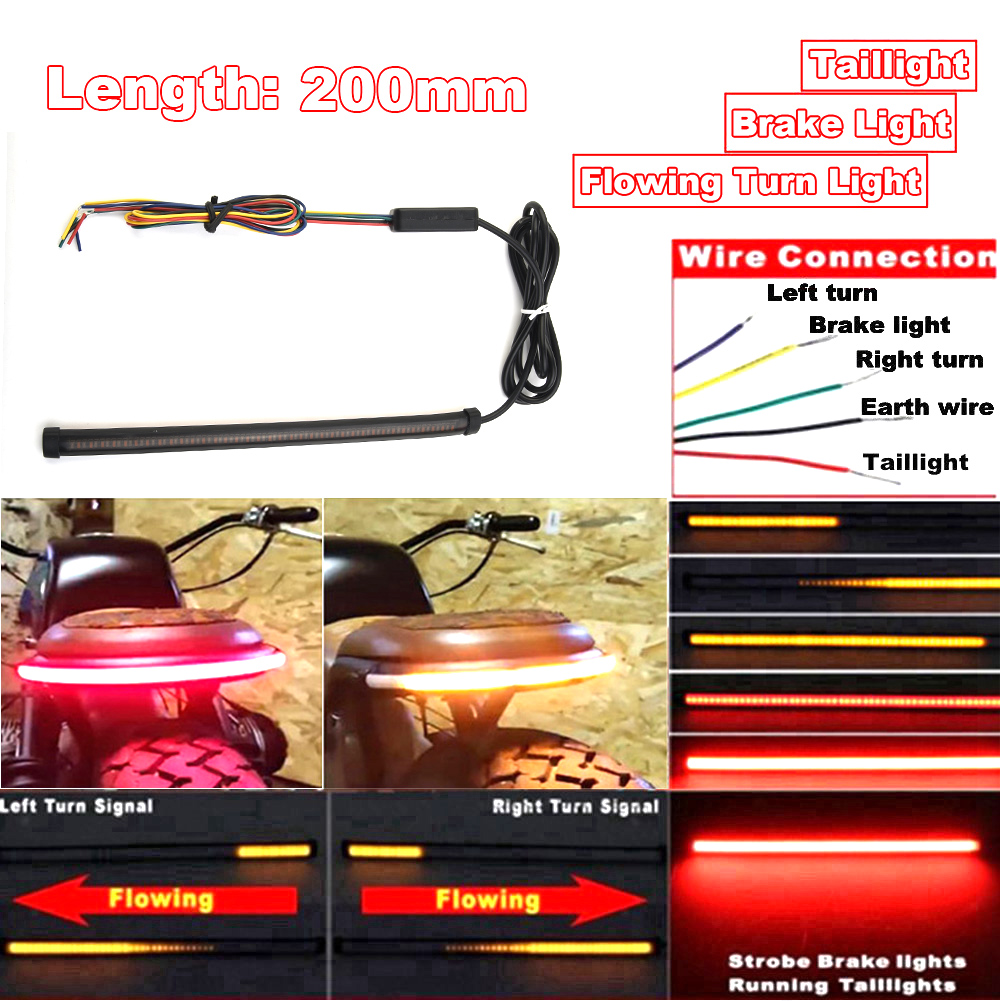 Length: 200mm
Taillight
Brake Light
Flowing Turn Light
Wire Connection
Left turn
Brake light
Right turn
Earth wire
Taillight
Left Turn Signal
Right Turn Signal
Flowing
Flowing
Strobe Brake lights
Running Taillights